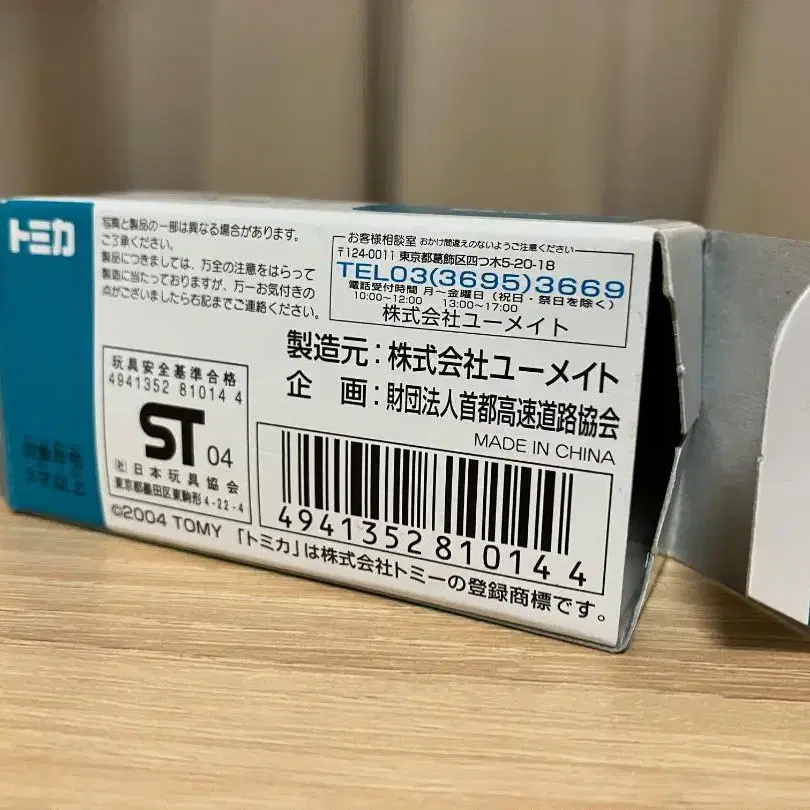 トミカ
写真と製品の一部は異なる場合があります。
ご了承ください。
製品につきましては、万全の注意をはらって
製造に当たっておりますが、万一お気付きの
点がございましたら右記までご連絡ください。
お客様相談室 おかけ間違えのないようご注意ください
〒124-0011 東京都葛飾区四つ木5-20-18
TEL03(3695)3669
電話受付時間 月～金曜日 (祝日・祭日を除く)
10:00~12:00 13:00~17:00
株式会社ユーメイト
製造元:株式会社ユーメイト
企 画:財団法人首都高速道路協会
MADE IN CHINA
玩具安全基準合格
4941352 81014 4
ST 04
(社)日本玩具協会
東京都墨田区東駒形4-22-4
対象年令
3才以上
4941352 810144
©2004 TOMY 「トミカ」は株式会社トミーの登録商標です。